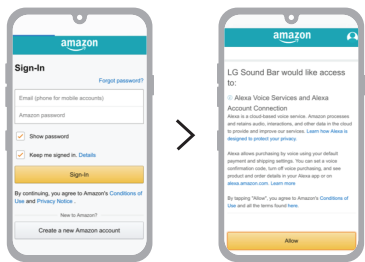 amazon
Sign-In
Forgot password?
Email (phone for mobile accounts)
Amazon password
Show password
Keep me signed in. Details
Sign-In
By continuing, you agree to Amazon's Conditions of
Use and Privacy Notice .
New to Amazon?
Create a new Amazon account
amazon
LG Sound Bar would like access
to:
Alexa Voice Services and Alexa
Account Connection
Alexa is a cloud-based voice service. Amazon processes
and retains audio, interactions, and other data in the cloud
to provide and improve our services. Learn how Alexa is
designed to protect your privacy.
Alexa allows purchasing by voice using your default
payment and shipping settings. You can set a voice
confirmation code, turn off voice purchasing, and see
product and order details in your Alexa app or on
alexa.amazon.com. Learn more
By tapping "Allow", you agree to Amazon's Conditions of
Use and all the terms found here.
Allow